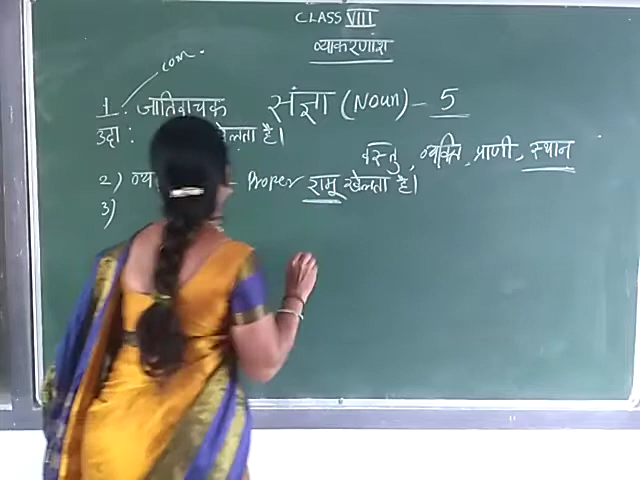 CLASS VIII
व्याकरणांश
com.
1. जातिवाचक संज्ञा (Noun) - 5
उदा : खेलता है।
वस्तु, व्यक्ति, प्राणी, स्थान
2) - Proper रामू खेलता है।
3)